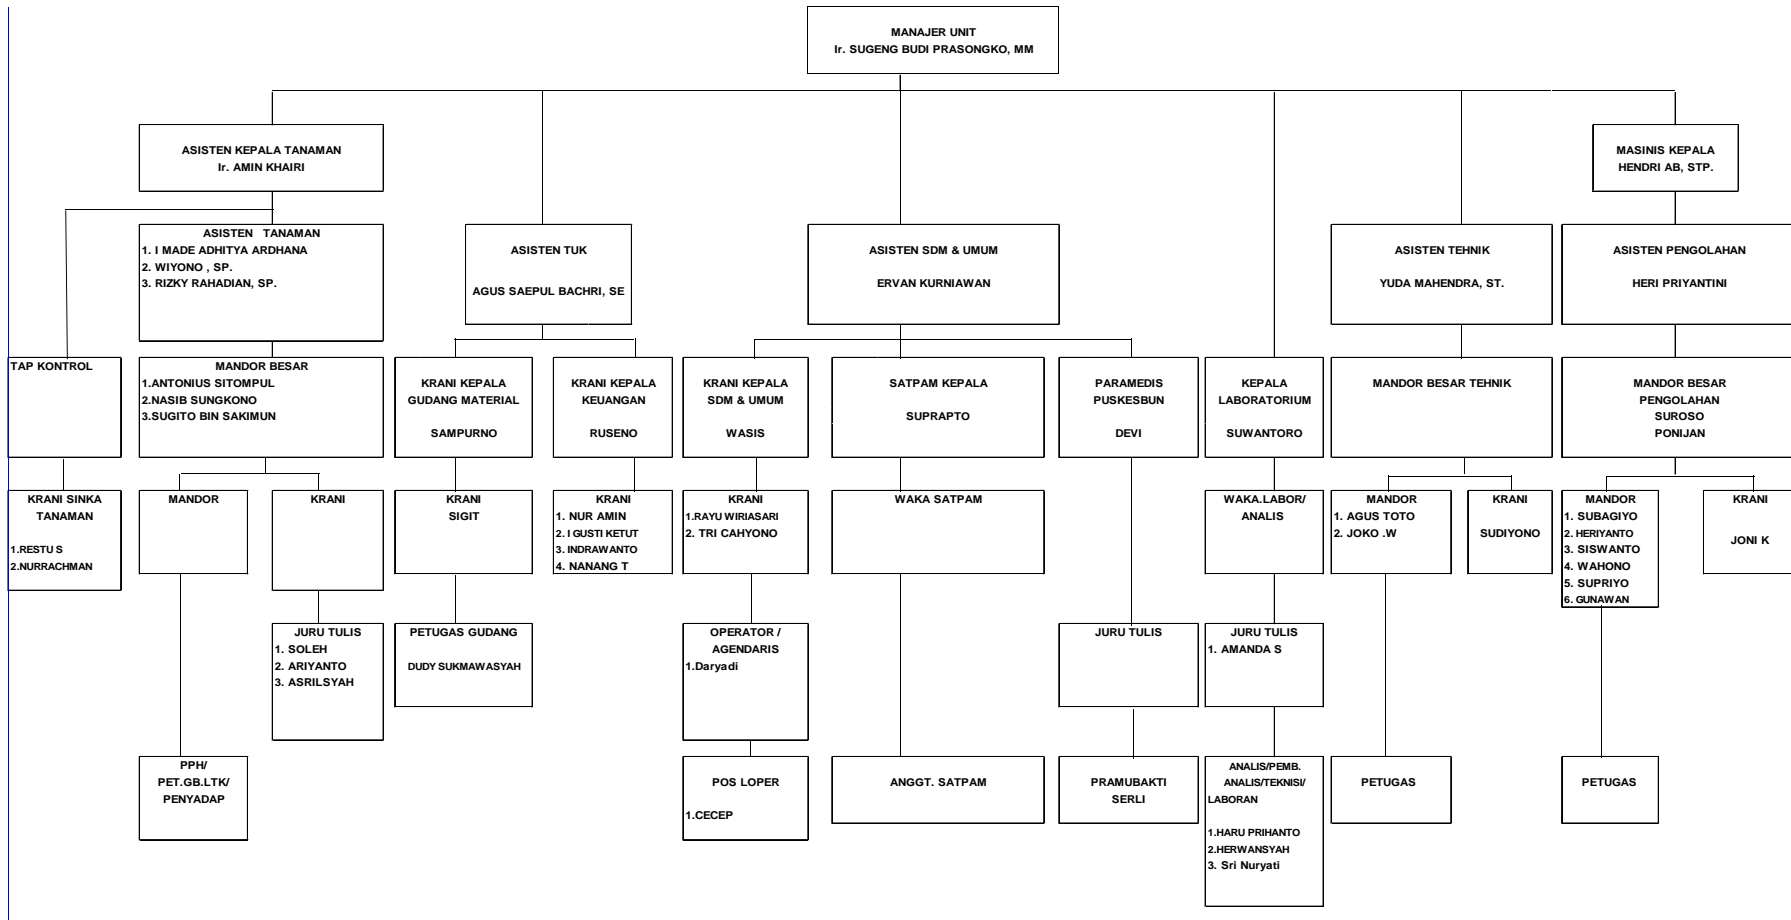 MANAJER UNIT
Ir. SUGENG BUDI PRASONGKO, MM
ASISTEN KEPALA TANAMAN
Ir. AMIN KHAIRI
MASINIS KEPALA
HENDRI AB, STP.
ASISTEN TANAMAN
1. I MADE ADHITYA ARDHANA
2. WIYONO , SP.
3. RIZKY RAHADIAN, SP.
ASISTEN TUK
AGUS SAEPUL BACHRI, SE
ASISTEN SDM & UMUM
ERVAN KURNIAWAN
ASISTEN TEHNIK
YUDA MAHENDRA, ST.
ASISTEN PENGOLAHAN
HERI PRIYANTINI
TAP KONTROL
MANDOR BESAR
1.ANTONIUS SITOMPUL
2.NASIB SUNGKONO
3.SUGITO BIN SAKIMUN
KRANI KEPALA
GUDANG MATERIAL
SAMPURNO
KRANI KEPALA
KEUANGAN
RUSENO
KRANI KEPALA
SDM & UMUM
WASIS
SATPAM KEPALA
SUPRAPTO
PARAMEDIS
PUSKESBUN
DEVI
KEPALA
LABORATORIUM
SUWANTORO
MANDOR BESAR TEHNIK
MANDOR BESAR
PENGOLAHAN
SUROSO
PONIJAN
KRANI SINKA
TANAMAN
1.RESTU S
2.NURRACHMAN
MANDOR
KRANI
KRANI
SIGIT
KRANI
1. NUR AMIN
2. I GUSTI KETUT
3. INDRAWANTO
4. NANANG T
KRANI
1.RAYU WIRIASARI
2. TRI CAHYONO
WAKA SATPAM
WAKA.LABOR/
ANALIS
MANDOR
1. AGUS TOTO
2. JOKO .W
KRANI
SUDIYONO
MANDOR
1. SUBAGIYO
2. HERIYANTO
3. SISWANTO
4. WAHONO
5. SUPRIYO
6. GUNAWAN
KRANI
JONI K
JURU TULIS
1. SOLEH
2. ARIYANTO
3. ASRILSYAH
PETUGAS GUDANG
DUDY SUKMAWASYAH
OPERATOR /
AGENDARIS
1.Daryadi
JURU TULIS
JURU TULIS
1. AMANDA S
PPH/
PET.GB.LTK/
PENYADAP
POS LOPER
1.CECEP
ANGGT. SATPAM
PRAMUBAKTI
SERLI
ANALIS/PEMB.
ANALIS/TEKNISI/
LABORAN
1.HARU PRIHANTO
2.HERWANSYAH
3. Sri Nuryati
PETUGAS
PETUGAS